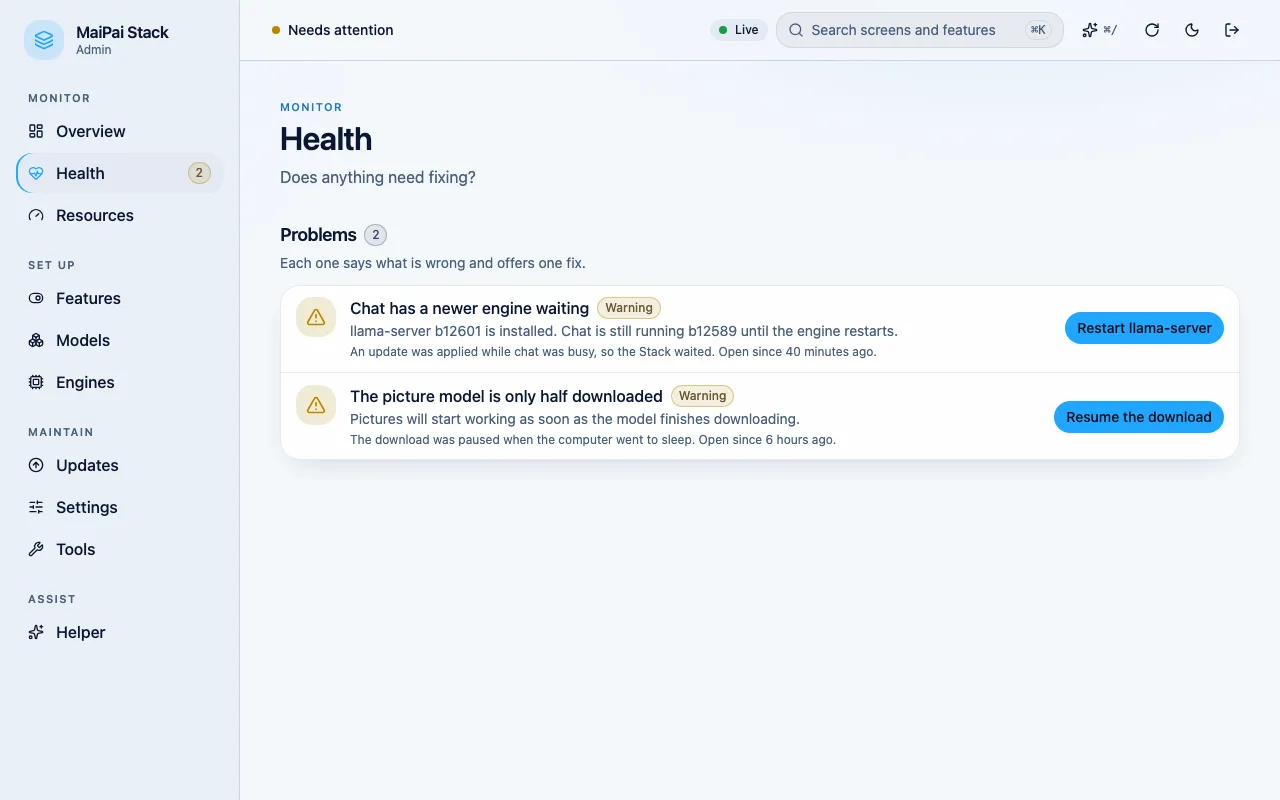 MaiPai Stack
Admin
MONITOR
Overview
Health 2
Resources
SET UP
Features
Models
Engines
MAINTAIN
Updates
Settings
Tools
ASSIST
Helper
Needs attention
Live
Search screens and features ⌘K
⌘/
MONITOR
Health
Does anything need fixing?
Problems 2
Each one says what is wrong and offers one fix.
Chat has a newer engine waiting Warning
llama-server b12601 is installed. Chat is still running b12589 until the engine restarts.
An update was applied while chat was busy, so the Stack waited. Open since 40 minutes ago.
Restart llama-server
The picture model is only half downloaded Warning
Pictures will start working as soon as the model finishes downloading.
The download was paused when the computer went to sleep. Open since 6 hours ago.
Resume the download